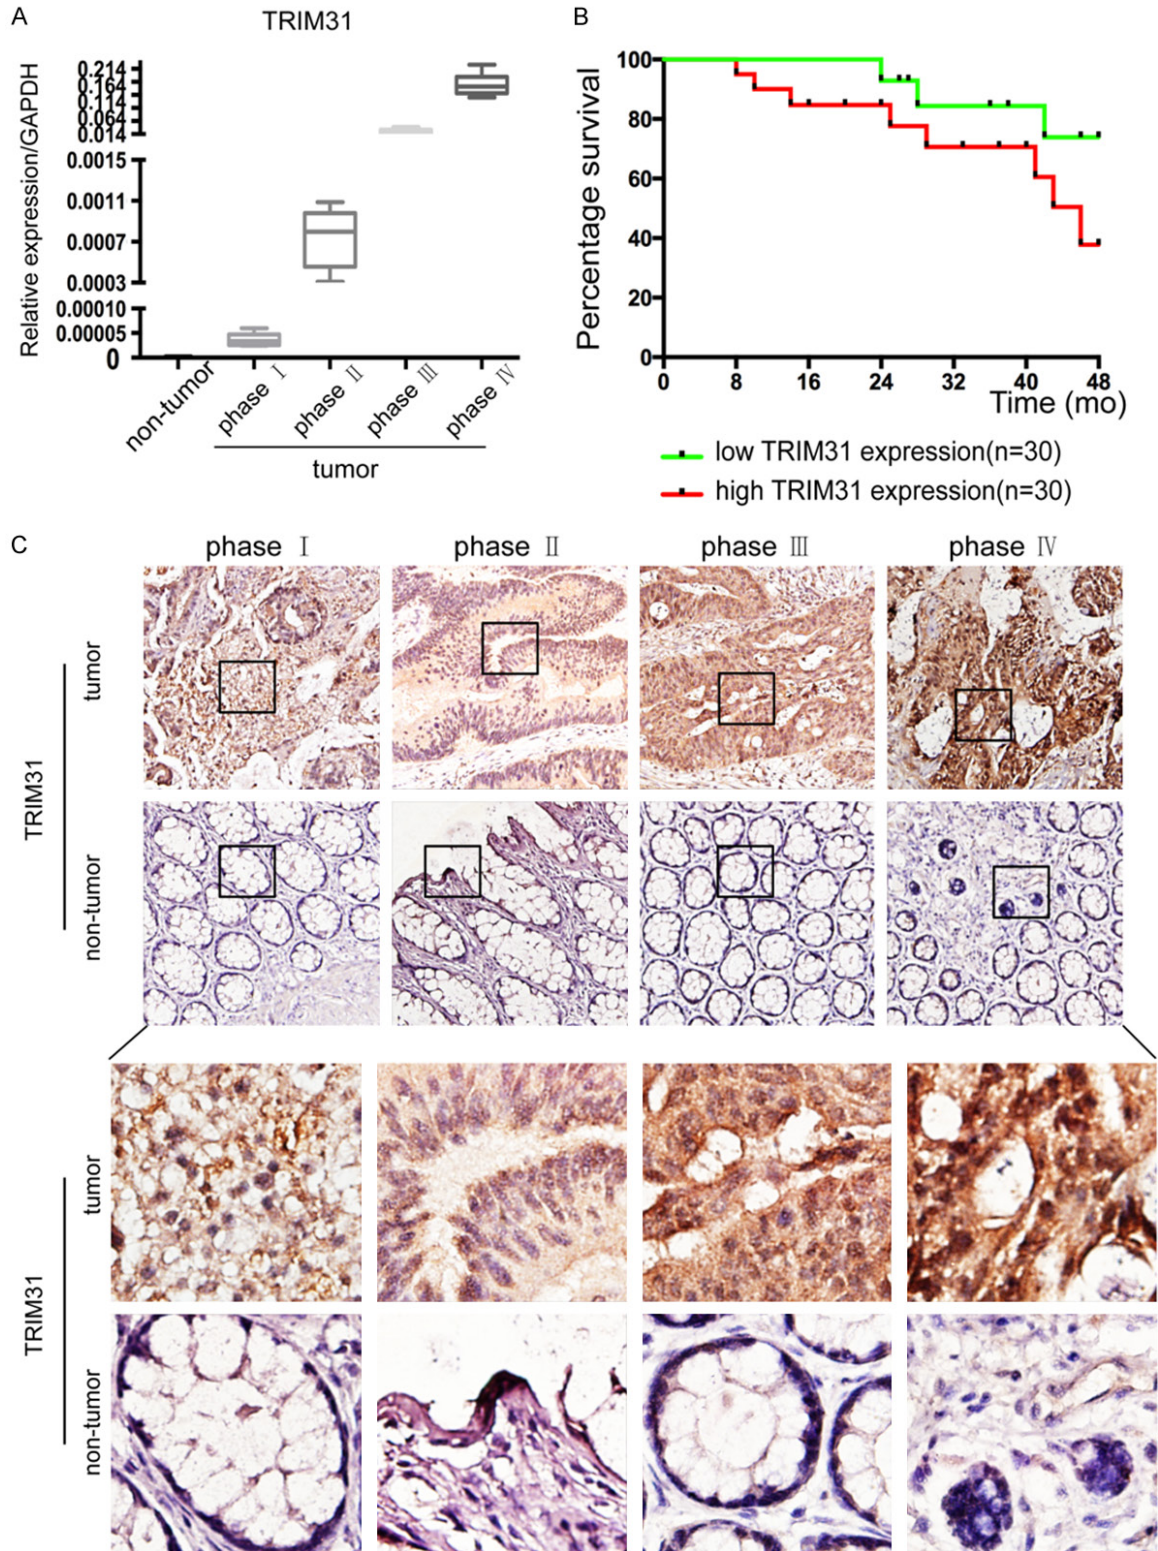 A
TRIM31
Relative expression/GAPDH
0.214
0.164
0.114
0.064
0.014
0.0015
0.0011
0.0007
0.0003
0.00010
0.00005
0
non-tumor
phase Ⅰ
phase Ⅱ
phase Ⅲ
phase Ⅳ
tumor
B
Percentage survival
100
80
60
40
20
0
0 8 16 24 32 40 48
Time (mo)
low TRIM31 expression(n=30)
high TRIM31 expression(n=30)
C
phase Ⅰ phase Ⅱ phase Ⅲ phase Ⅳ
TRIM31
tumor
non-tumor
TRIM31
tumor
non-tumor